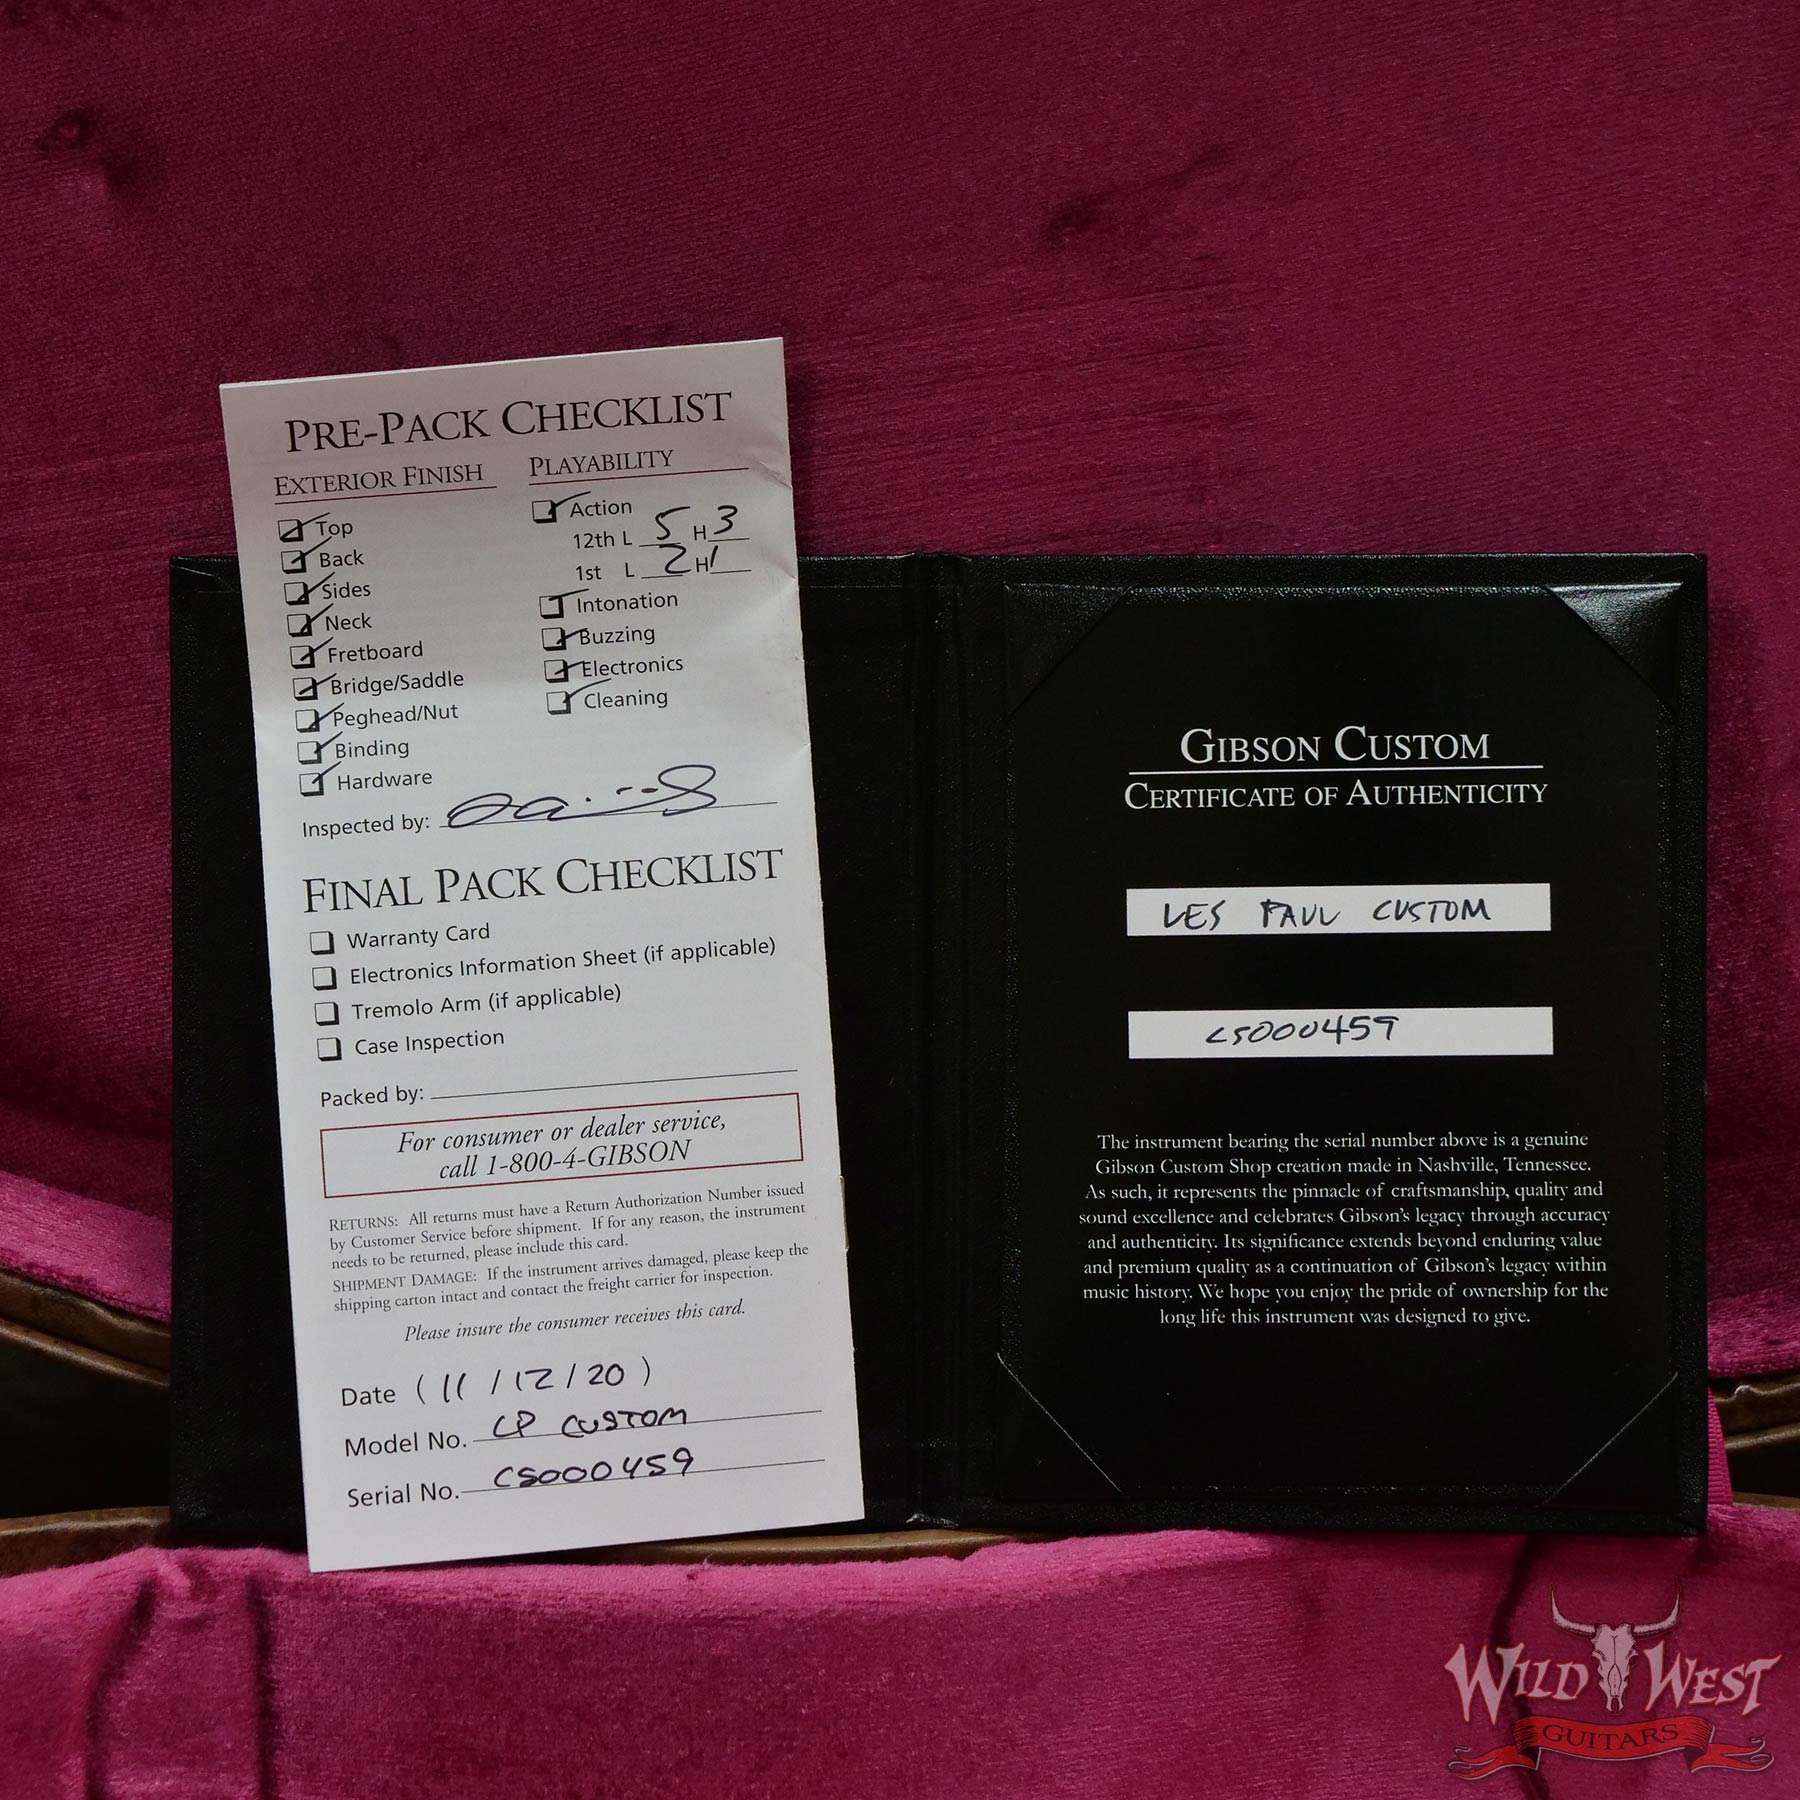 PRE-PACK CHECKLIST
EXTERIOR FINISH
Top
Back
Sides
Neck
Fretboard
Bridge/Saddle
Peghead/Nut
Binding
Hardware
PLAYABILITY
Action
12th L 5 H 3
1st L 2 H 1
Intonation
Buzzing
Electronics
Cleaning
Inspected by:
FINAL PACK CHECKLIST
Warranty Card
Electronics Information Sheet (if applicable)
Tremolo Arm (if applicable)
Case Inspection
Packed by:
For consumer or dealer service,
call 1-800-4-GIBSON
RETURNS: All returns must have a Return Authorization Number issued
by Customer Service before shipment. If for any reason, the instrument
needs to be returned, please include this card.
SHIPMENT DAMAGE: If the instrument arrives damaged, please keep the
shipping carton intact and contact the freight carrier for inspection.
Please insure the consumer receives this card.
Date (11/12/20)
Model No. LP CUSTOM
Serial No. CS000459
GIBSON CUSTOM
CERTIFICATE OF AUTHENTICITY
LES PAUL CUSTOM
CS000459
The instrument bearing the serial number above is a genuine
Gibson Custom Shop creation made in Nashville, Tennessee.
As such, it represents the pinnacle of craftsmanship, quality and
sound excellence and celebrates Gibson's legacy through accuracy
and authenticity. Its significance extends beyond enduring value
and premium quality as a continuation of Gibson's legacy within
music history. We hope you enjoy the pride of ownership for the
long life this instrument was designed to give.
WILD WEST
GUITARS